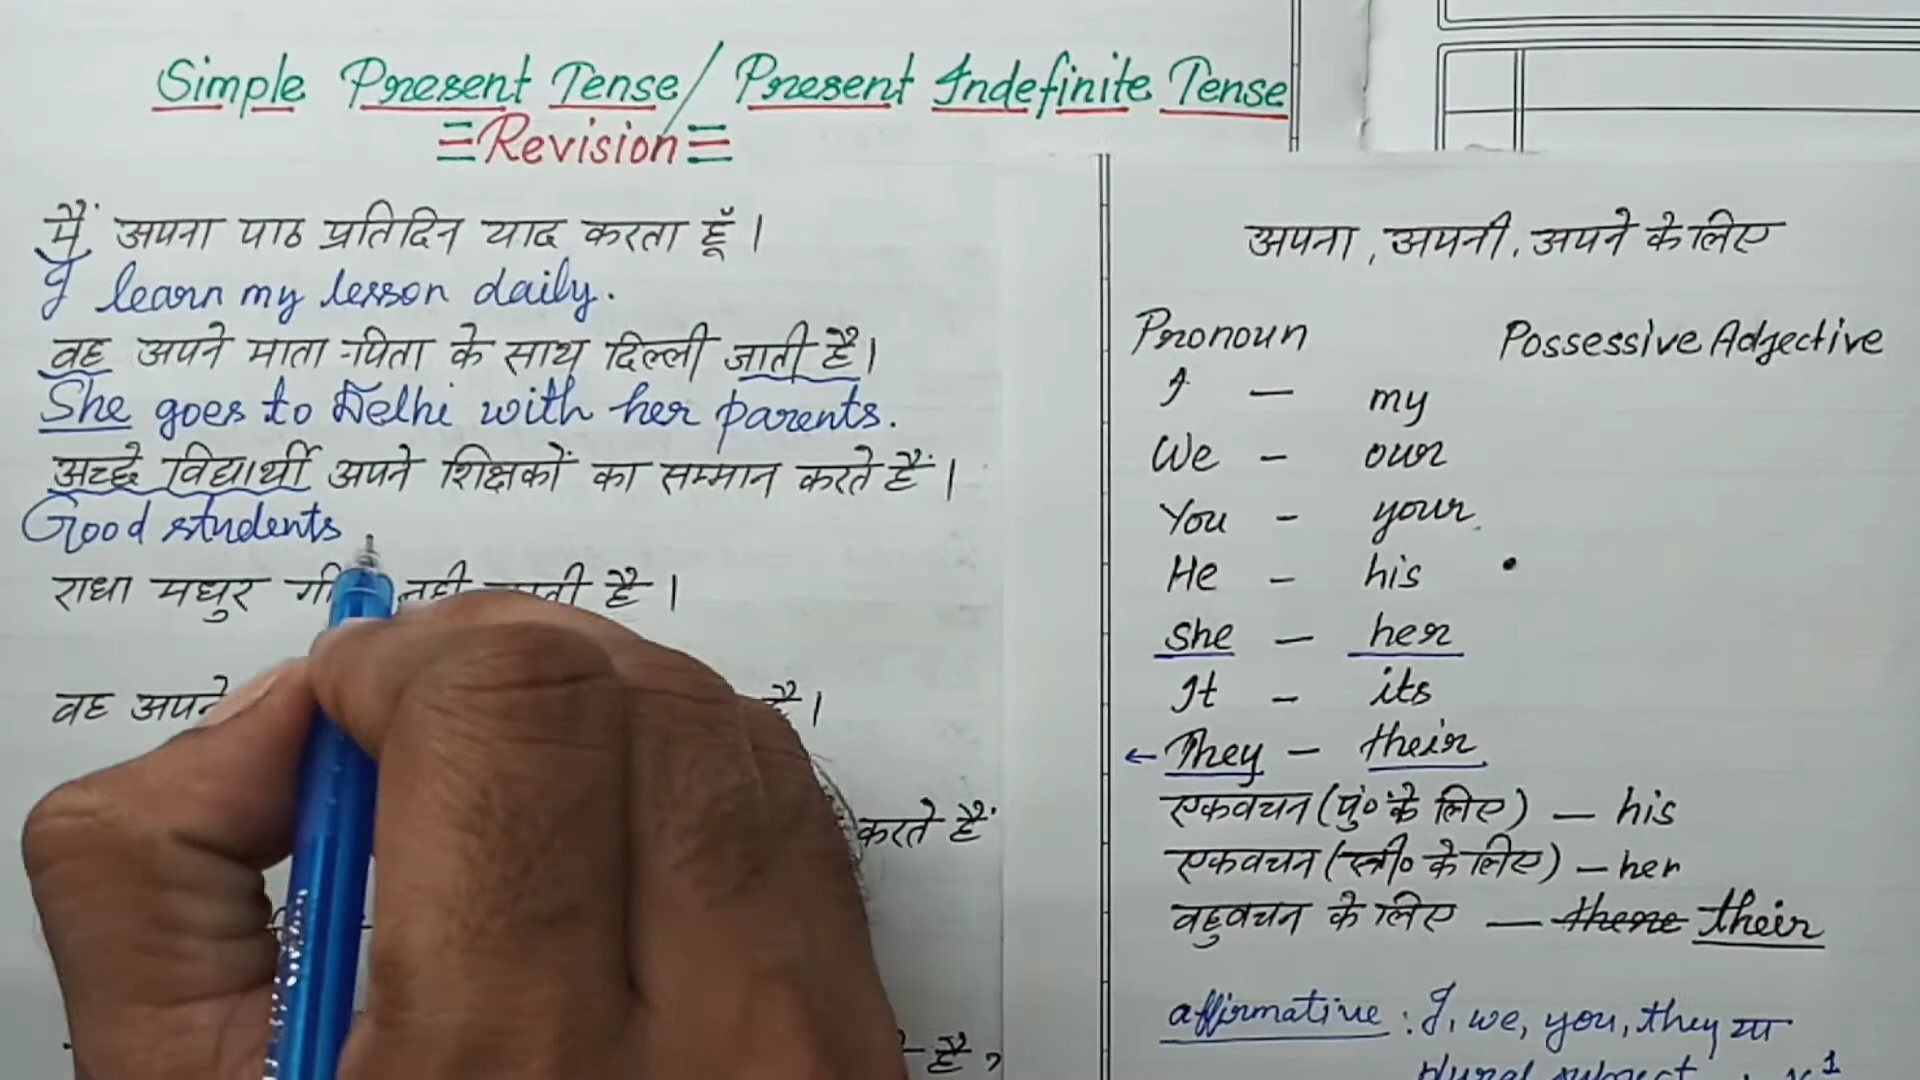 Simple Present Tense/ Present Indefinite Tense
Revision
मैं अपना पाठ प्रतिदिन याद करता हूँ।
I learn my lesson daily.
वह अपने माता-पिता के साथ दिल्ली जाती है।
She goes to Delhi with her parents.
अच्छे विद्यार्थी अपने शिक्षकों का सम्मान करते हैं।
Good students
राधा मधुर है।
वह अपने है।
करते हैं
है,
अपना, अपनी, अपने के लिए
Pronoun Possessive Adjective
I – my
We – our
You – your
He – his
She – her
It – its
← They – their
एकवचन (पुं० के लिए) – his
एकवचन (स्त्री० के लिए) – her
बहुवचन के लिए – there their
affirmative : I, we, you, they या
plural subject